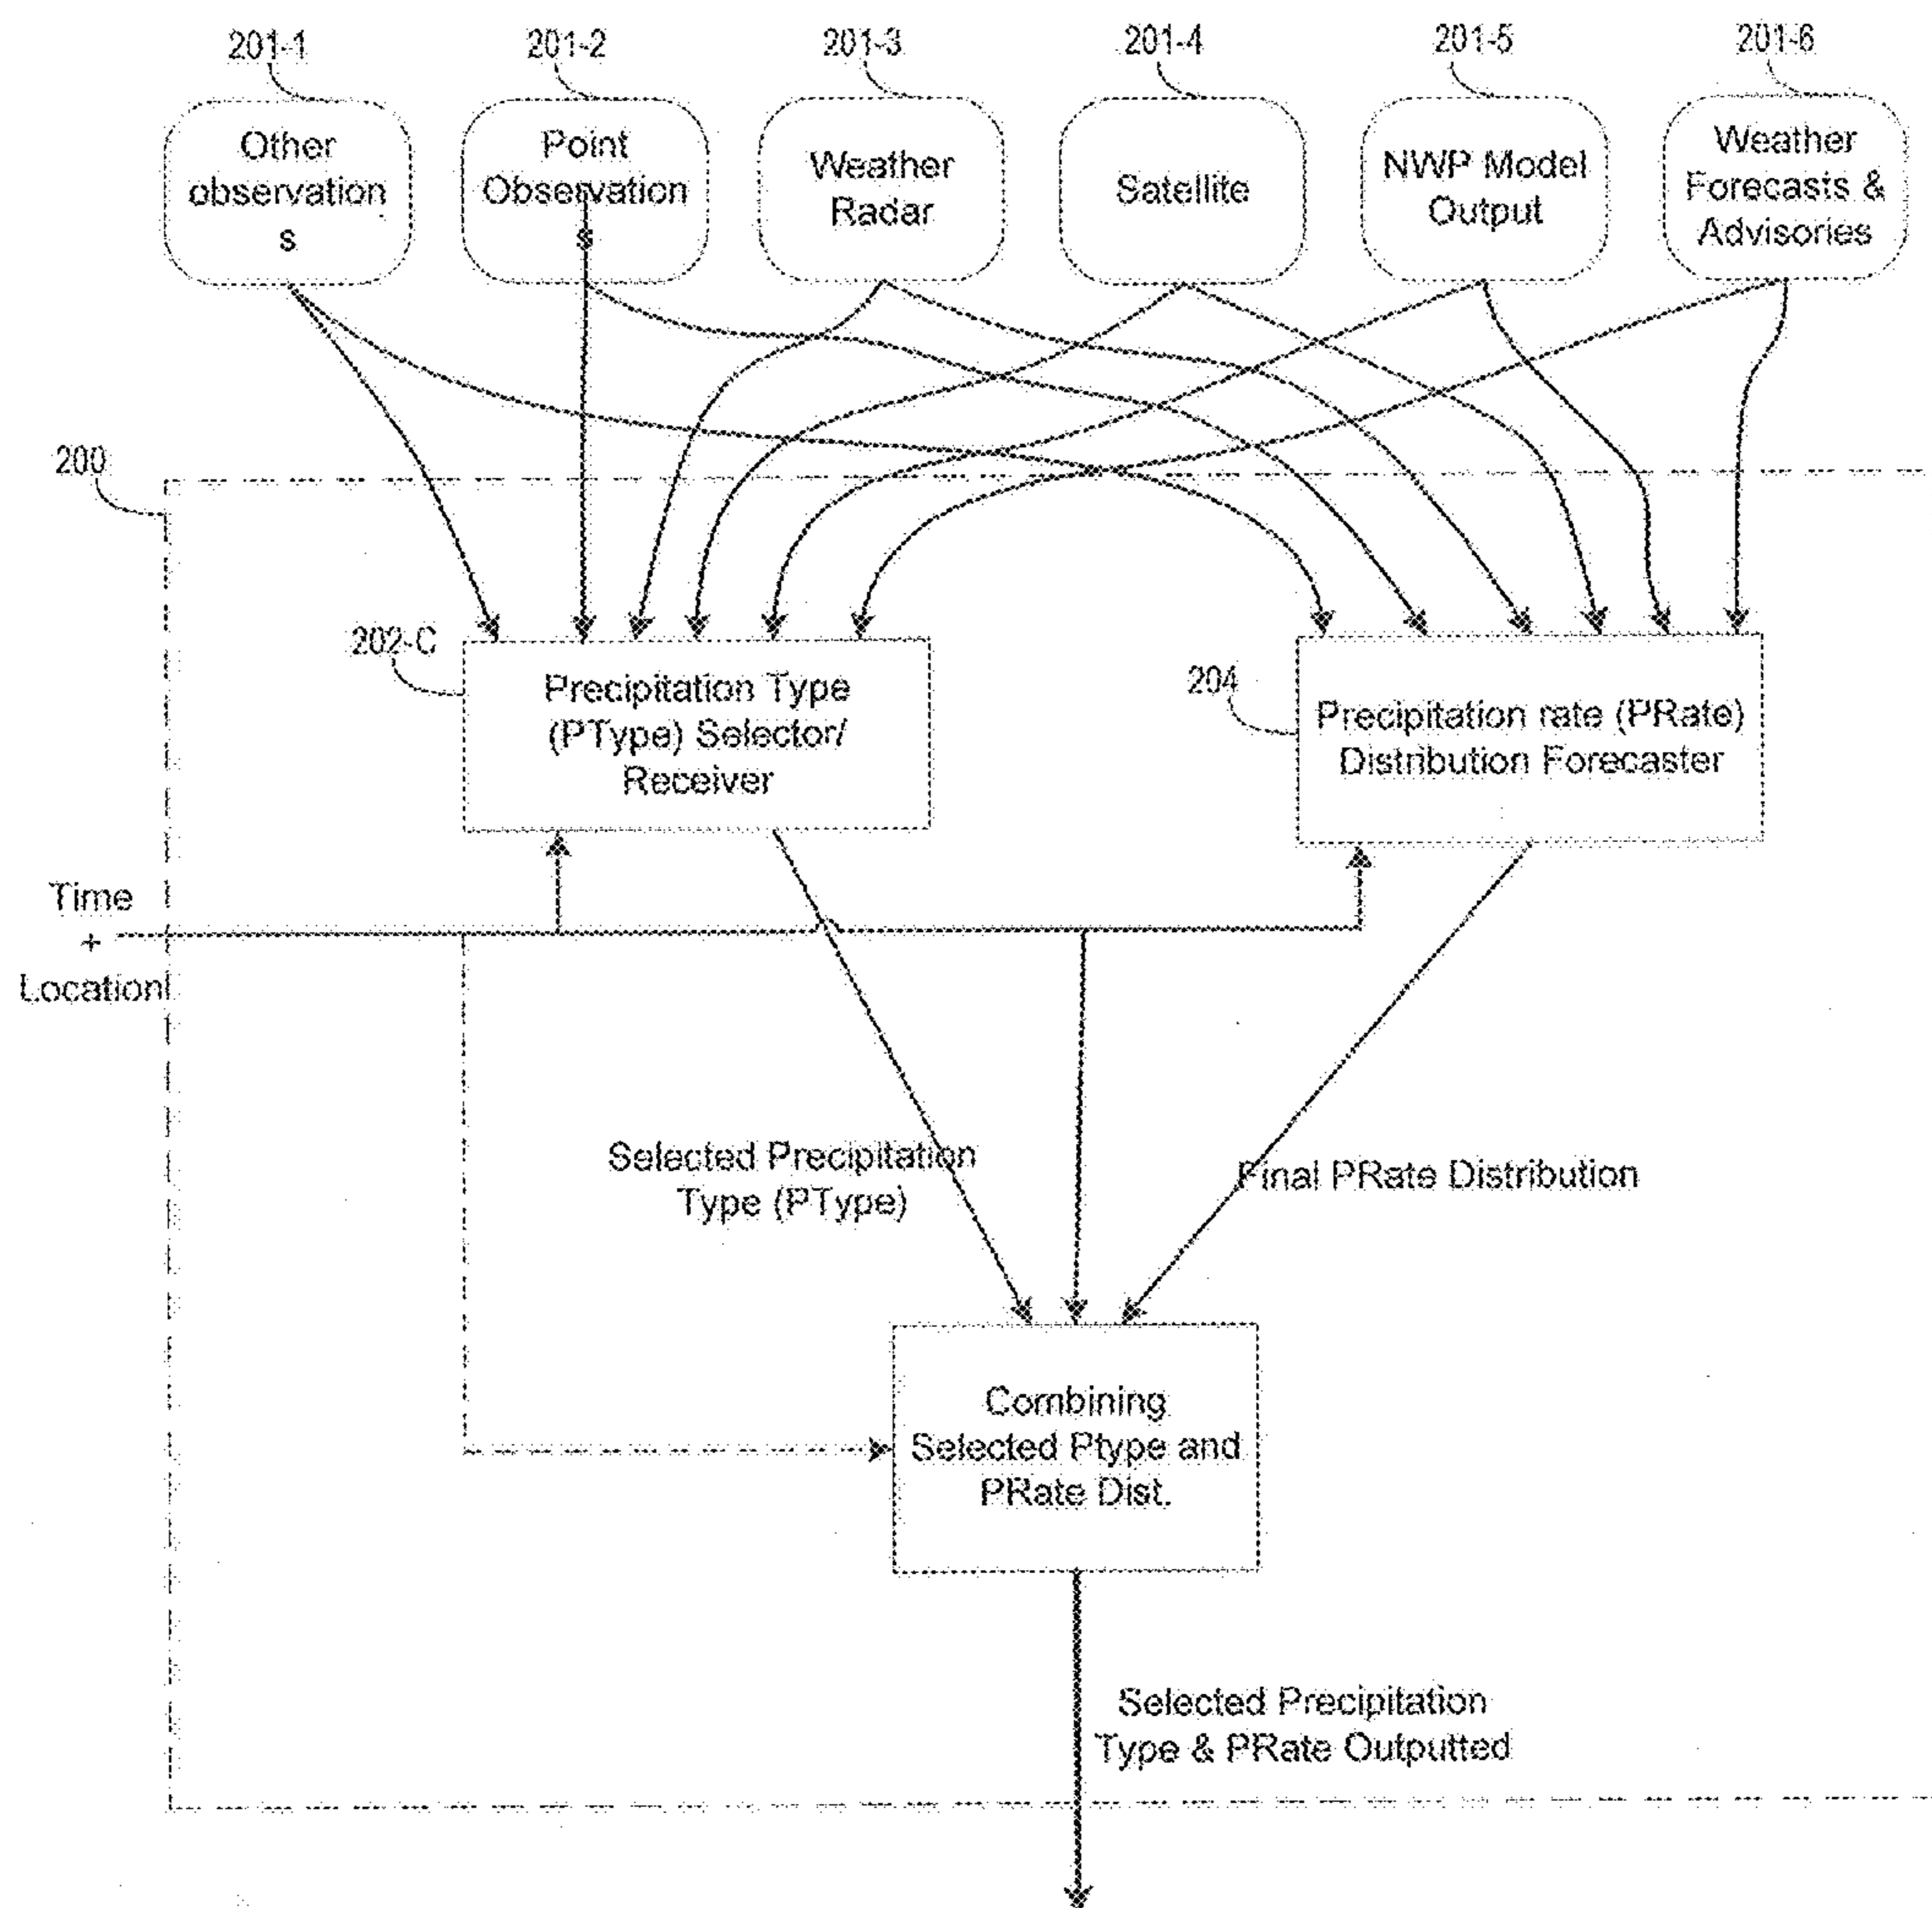 201-1
201-2
201-3
201-4
201-5
201-6
Other
observation
s
Point
Observation
s
Weather
Radar
Satellite
NWP Model
Output
Weather
Forecasts &
Advisories
200
202-C
Precipitation Type
(PType) Selector/
Receiver
204
Precipitation rate (PRate)
Distribution Forecaster
Time
+
Location
Selected Precipitation
Type (PType)
Final PRate Distribution
Combining
Selected Ptype and
PRate Dist.
Selected Precipitation
Type & PRate Outputted